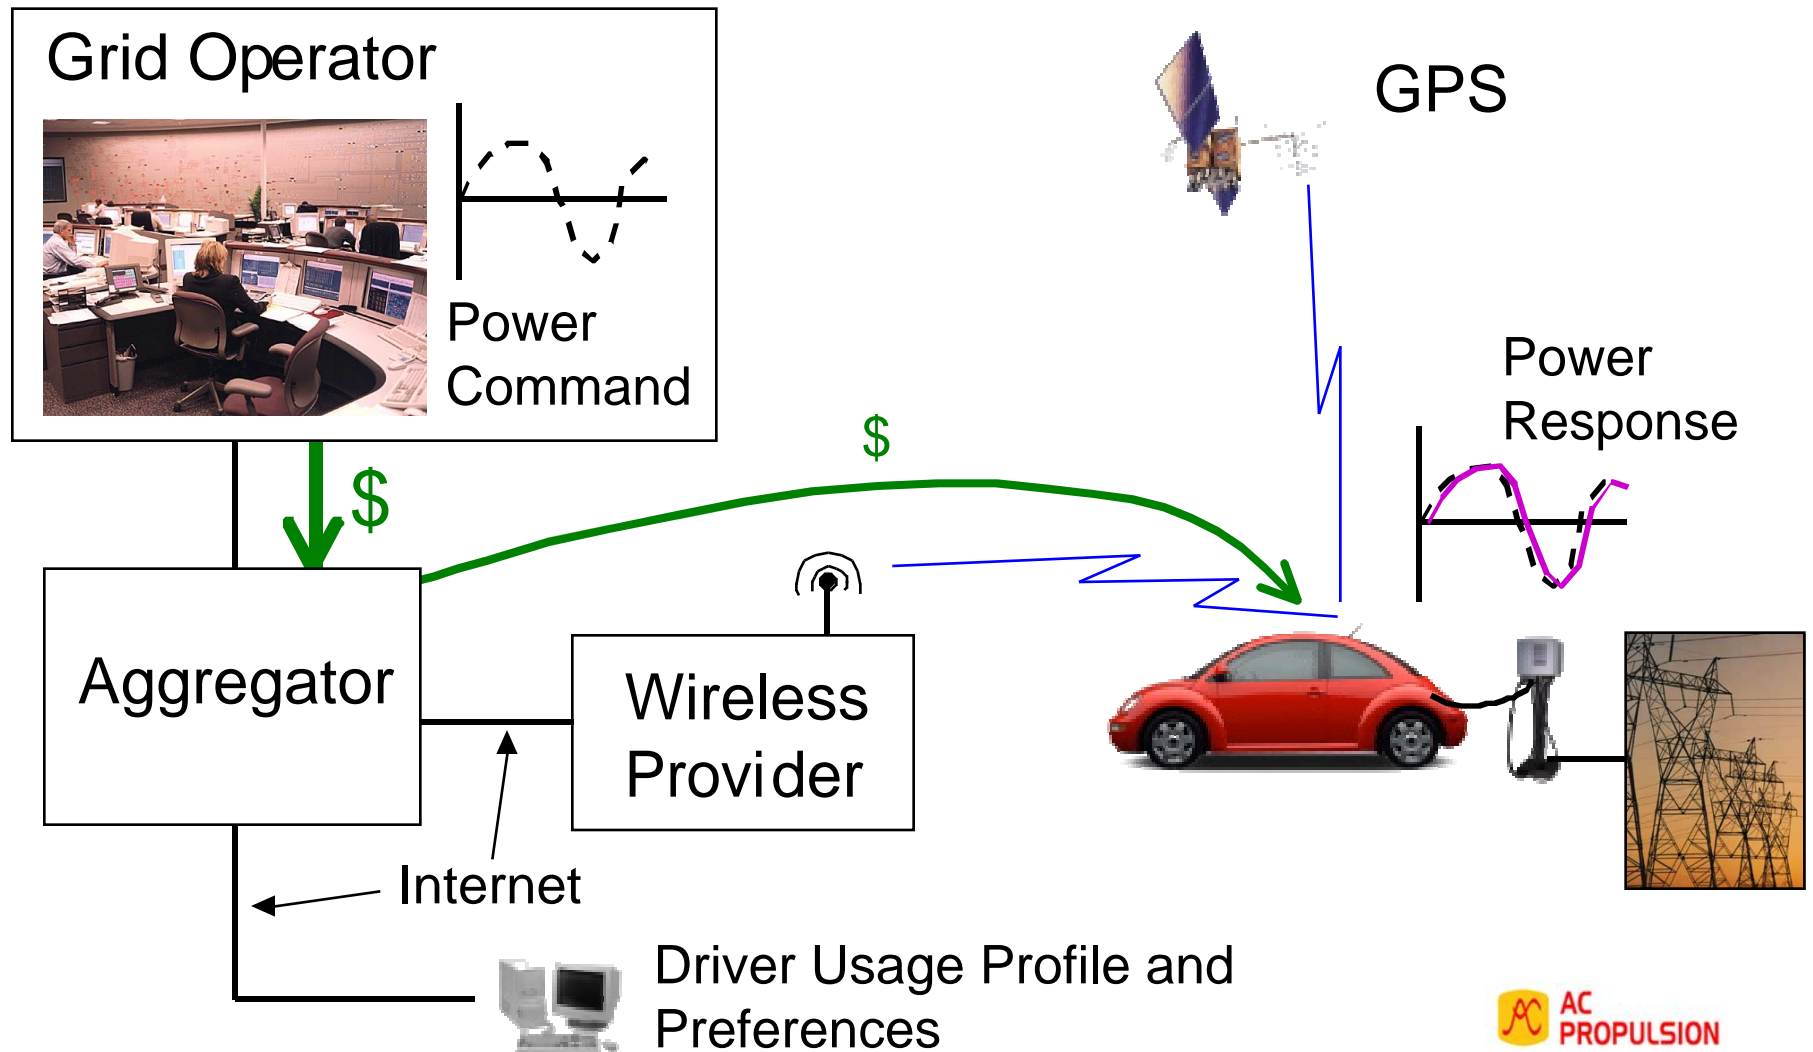 Grid Operator
Power
Command
GPS
Power
Response
$
$
Aggregator
Wireless
Provider
Internet
Driver Usage Profile and
Preferences
AC
PROPULSION